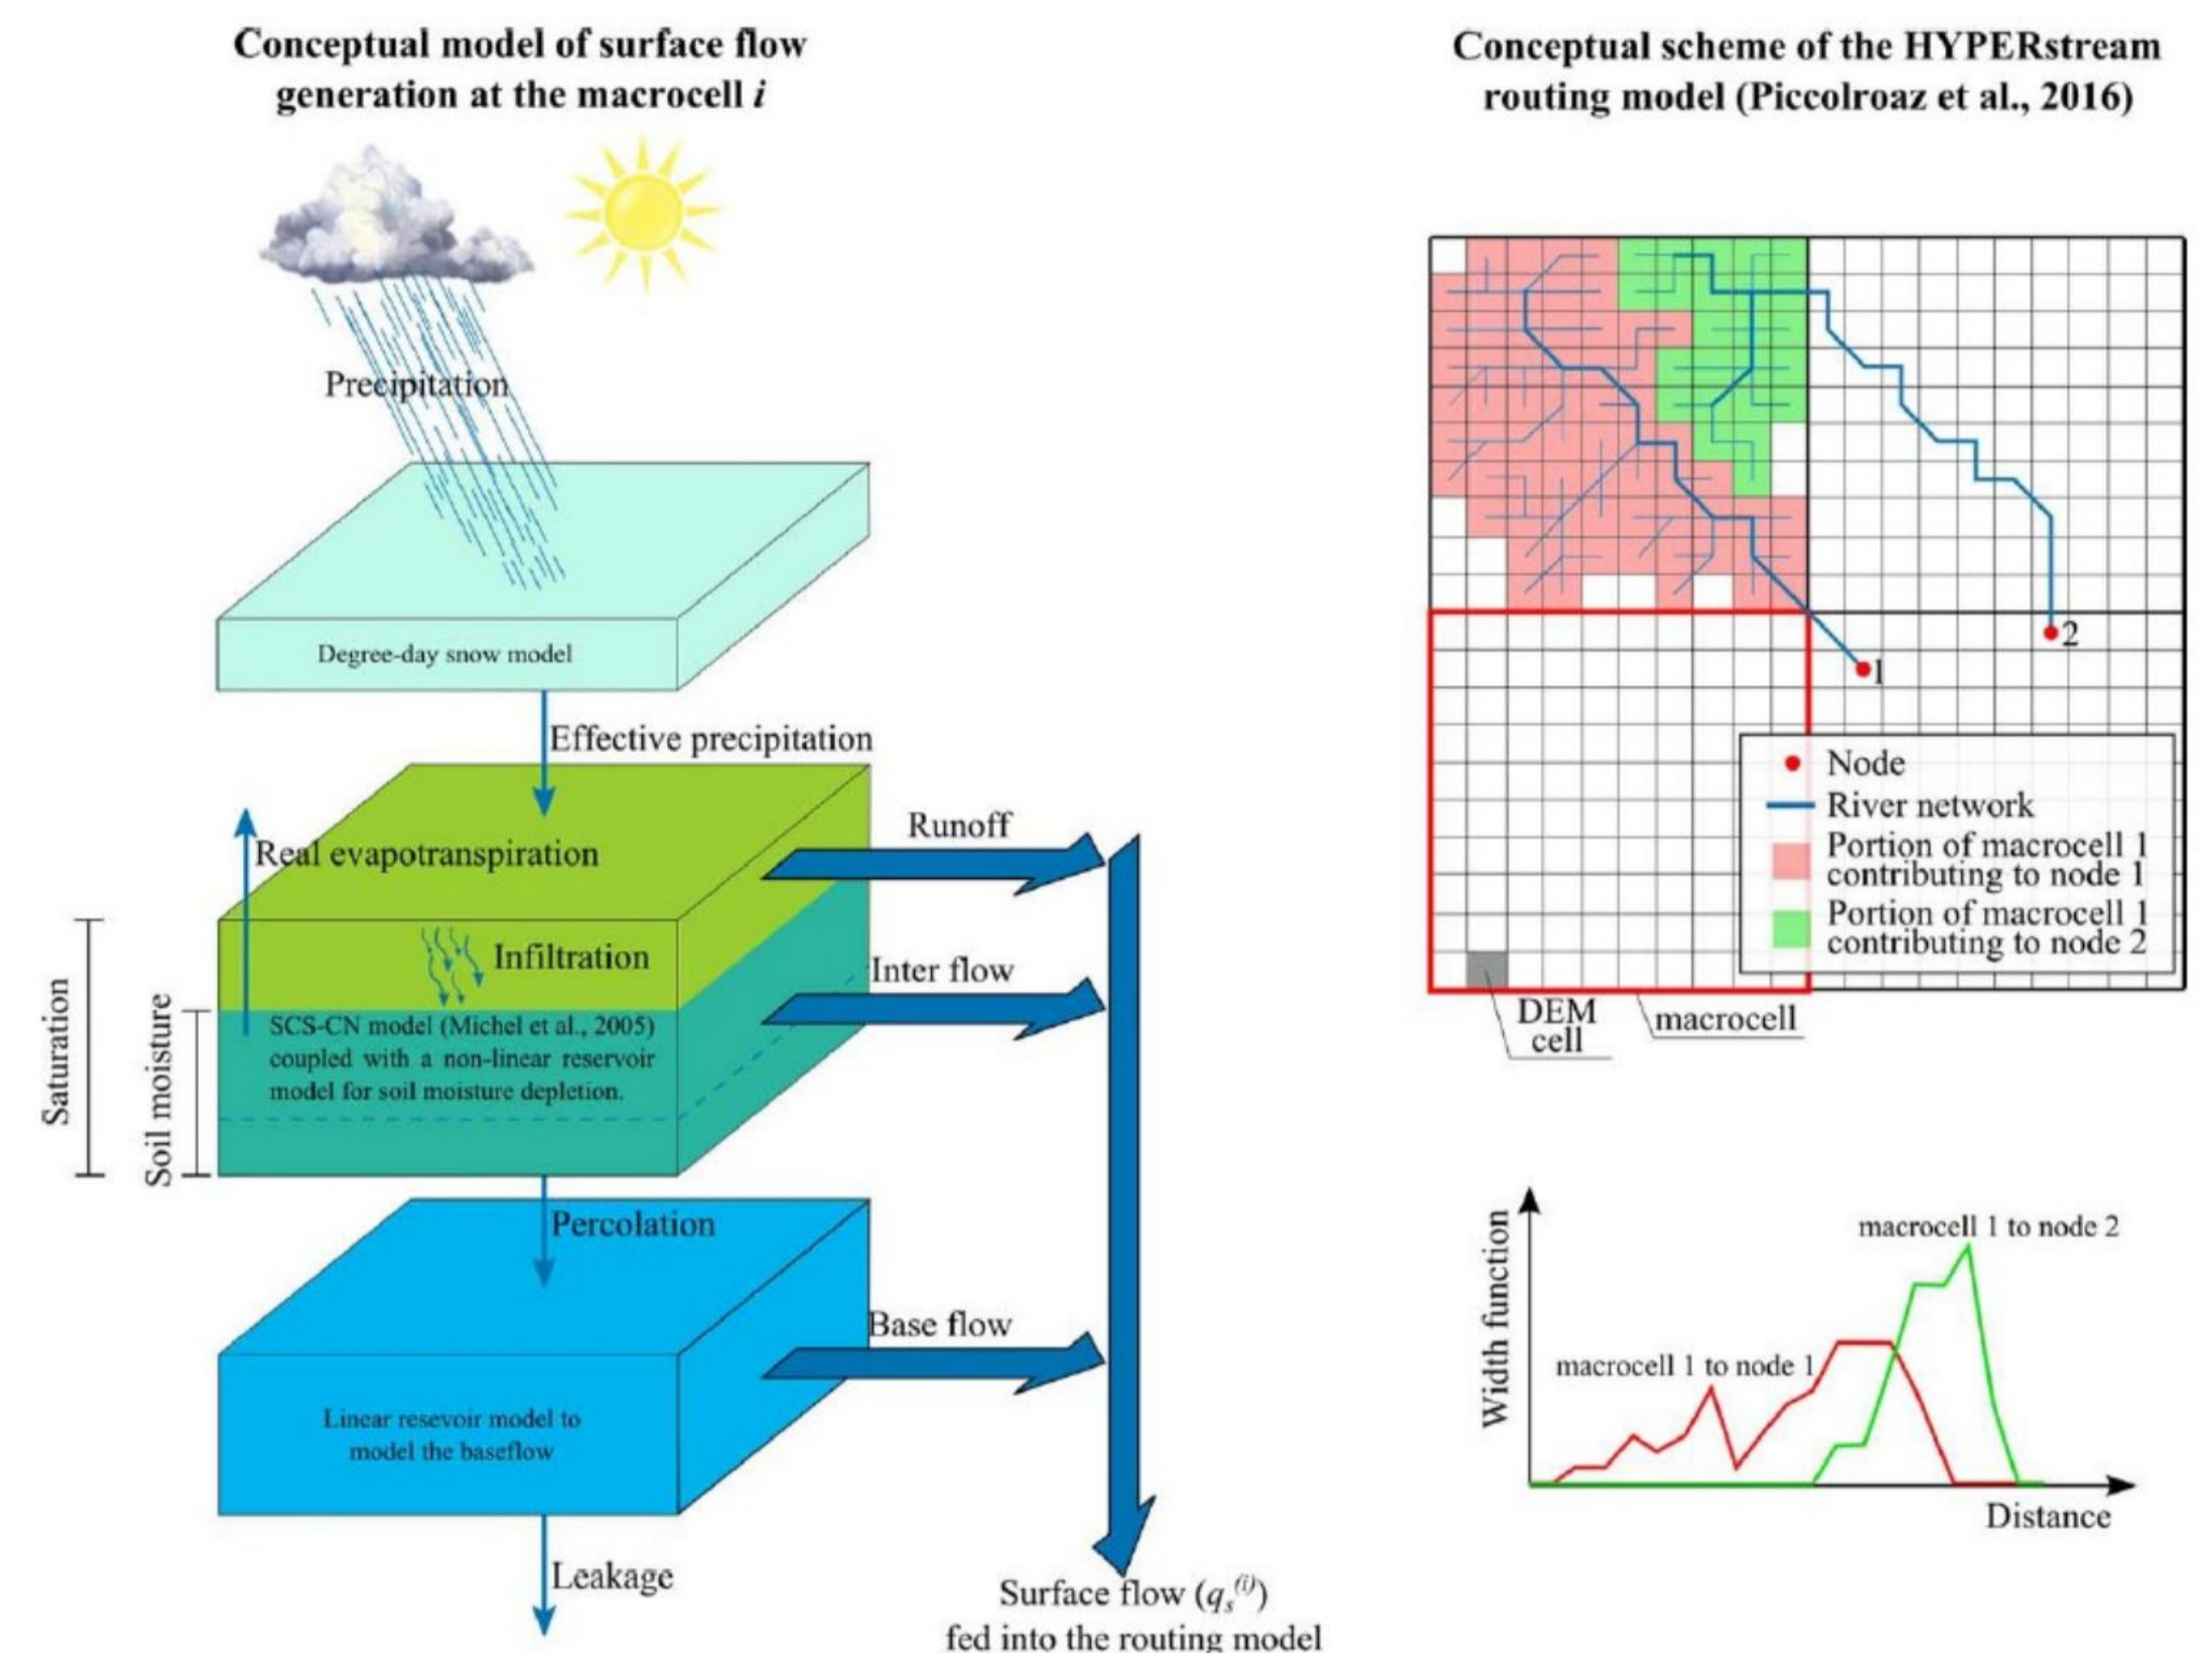 Conceptual model of surface flow
generation at the macrocell i
Precipitation
Degree-day snow model
Effective precipitation
Real evapotranspiration
Runoff
Infiltration
Inter flow
SCS-CN model (Michel et al., 2005)
coupled with a non-linear reservoir
model for soil moisture depletion.
Saturation
Soil moisture
Percolation
Base flow
Linear resevoir model to
model the baseflow
Leakage
Surface flow (qₛ⁽ⁱ⁾)
fed into the routing model
Conceptual scheme of the HYPERstream
routing model (Piccolroaz et al., 2016)
2
1
Node
River network
Portion of macrocell 1
contributing to node 1
Portion of macrocell 1
contributing to node 2
DEM
cell
macrocell
Width function
macrocell 1 to node 2
macrocell 1 to node 1
Distance